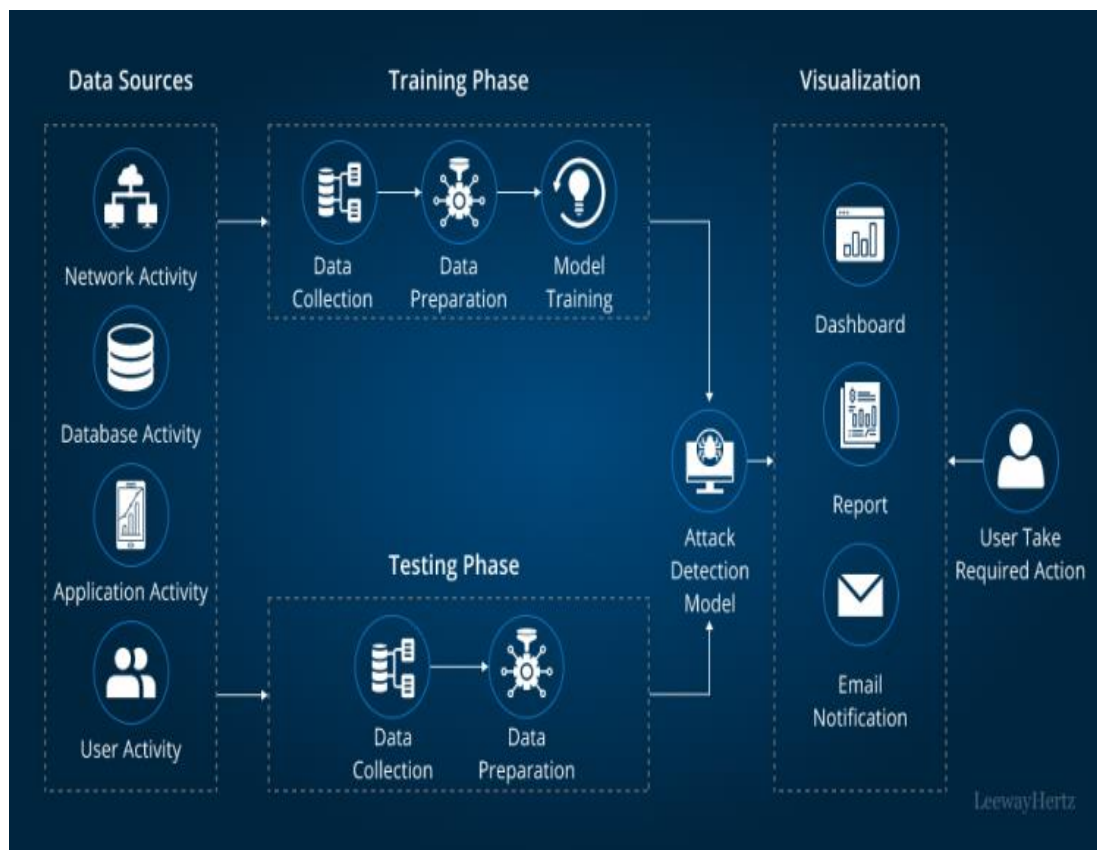 Data Sources
Training Phase
Visualization
Network Activity
Database Activity
Application Activity
User Activity
Data
Collection
Data
Preparation
Model
Training
Testing Phase
Data
Collection
Data
Preparation
Attack
Detection
Model
Dashboard
Report
Email
Notification
User Take
Required Action
LeewayHertz